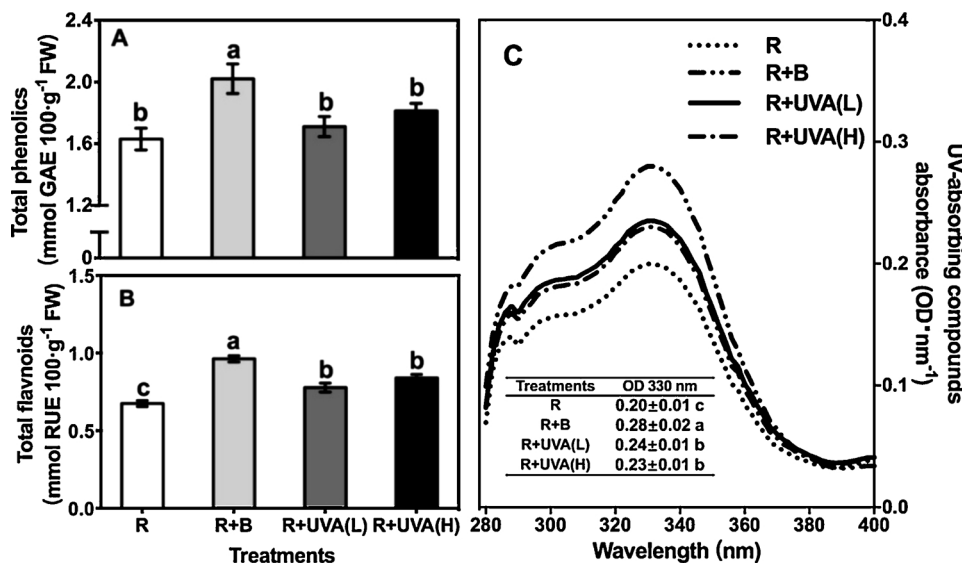 A
Total phenolics
(mmol GAE 100·g⁻¹ FW)
2.4
2.0
1.6
1.2
0
b
a
b
b
B
Total flavnoids
(mmol RUE 100·g⁻¹ FW)
1.5
1.0
0.5
0.0
c
a
b
b
R
R+B
R+UVA(L)
R+UVA(H)
Treatments
C
R
R+B
R+UVA(L)
R+UVA(H)
Treatments OD 330 nm
R 0.20±0.01 c
R+B 0.28±0.02 a
R+UVA(L) 0.24±0.01 b
R+UVA(H) 0.23±0.01 b
280 300 320 340 360 380 400
Wavelength (nm)
0.4
0.3
0.2
0.1
0.0
UV-absorbing compounds
absorbance (OD·nm⁻¹)